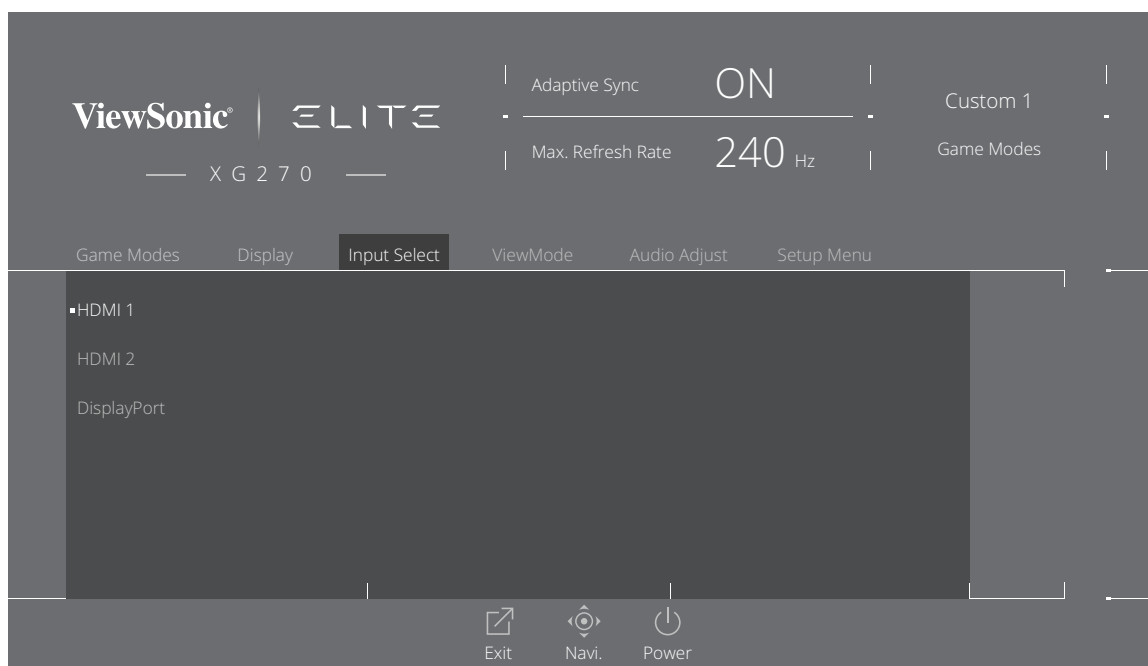 ViewSonic® ELITE
XG270
Adaptive Sync ON
Max. Refresh Rate 240 Hz
Custom 1
Game Modes
Game Modes Display Input Select ViewMode Audio Adjust Setup Menu
HDMI 1
HDMI 2
DisplayPort
Exit Navi. Power